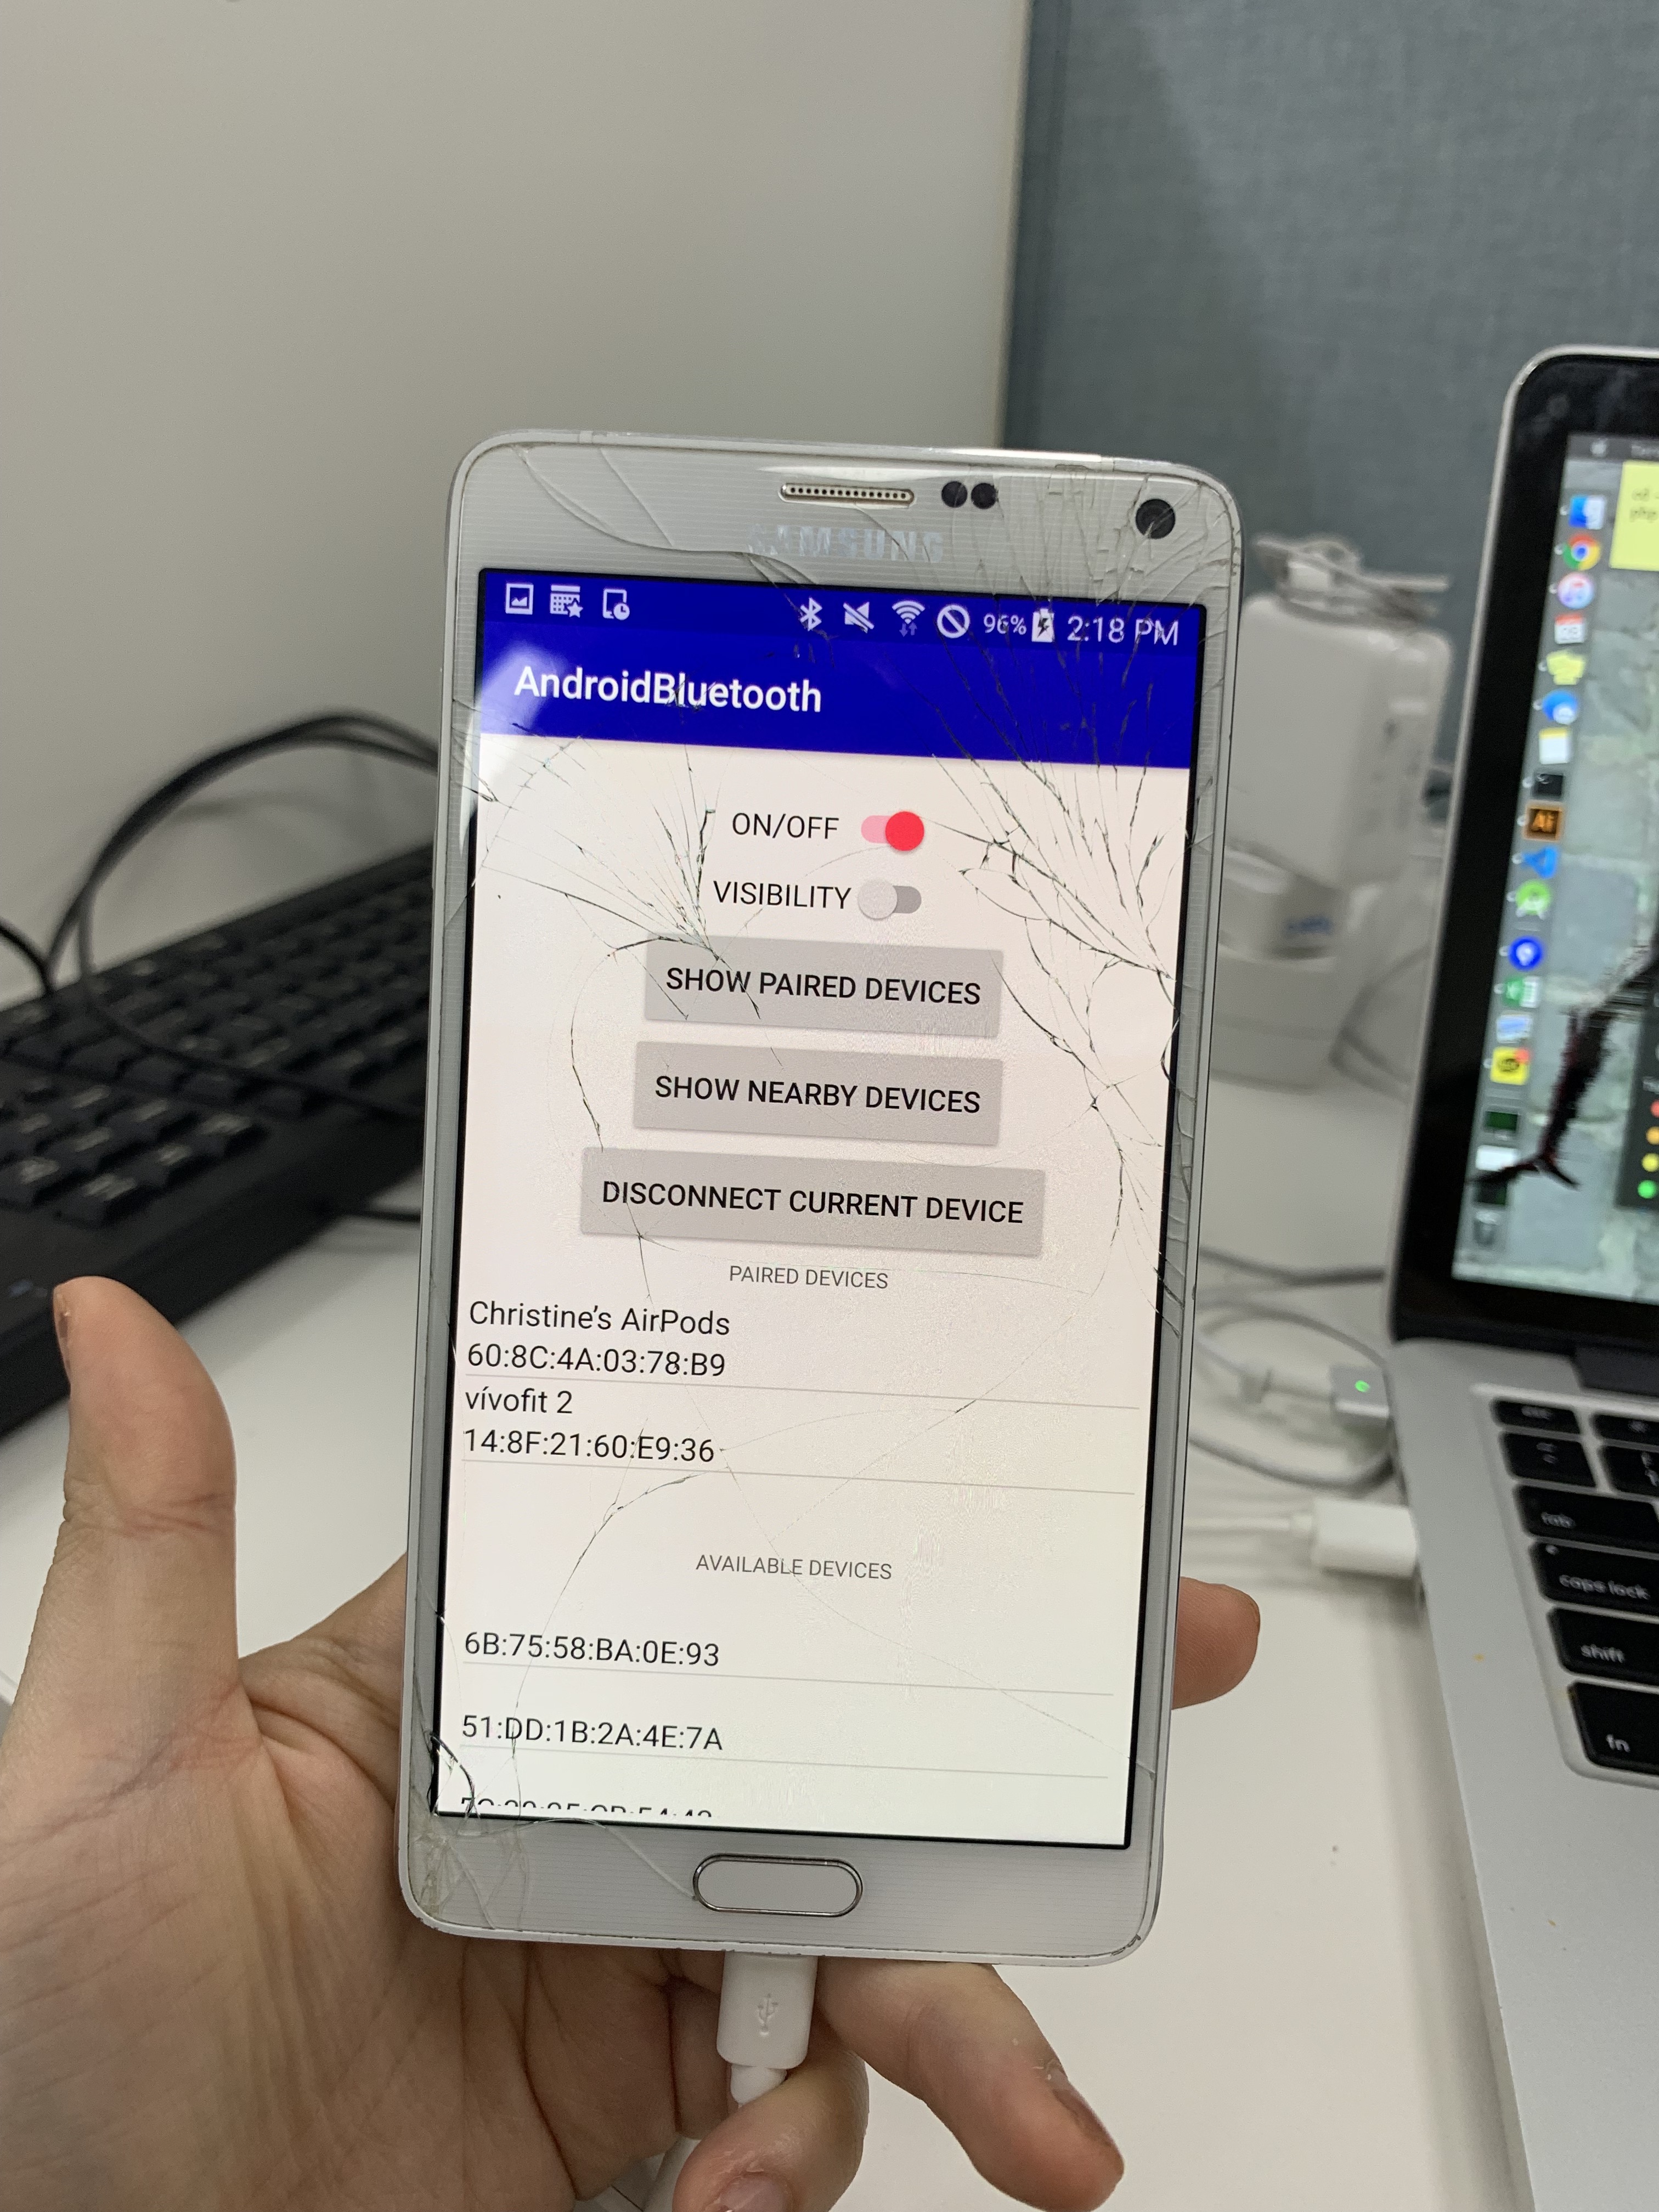 SAMSUNG
96% 2:18 PM
AndroidBluetooth
ON/OFF
VISIBILITY
SHOW PAIRED DEVICES
SHOW NEARBY DEVICES
DISCONNECT CURRENT DEVICE
PAIRED DEVICES
Christine’s AirPods
60:8C:4A:03:78:B9
vívofit 2
14:8F:21:60:E9:36
AVAILABLE DEVICES
6B:75:58:BA:0E:93
51:DD:1B:2A:4E:7A
Ai
php
tab
caps lock
shift
fn